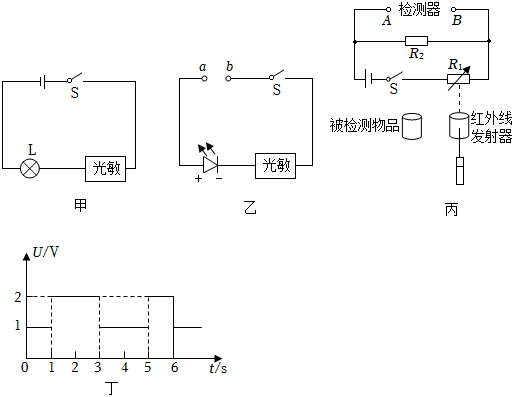 S
L
光敏
甲
a b
S
光敏
+ −
乙
检测器
A B
R₂
R₁
S
被检测物品
红外线
发射器
丙
U/V
2
1
0 1 2 3 4 5 6 t/s
丁